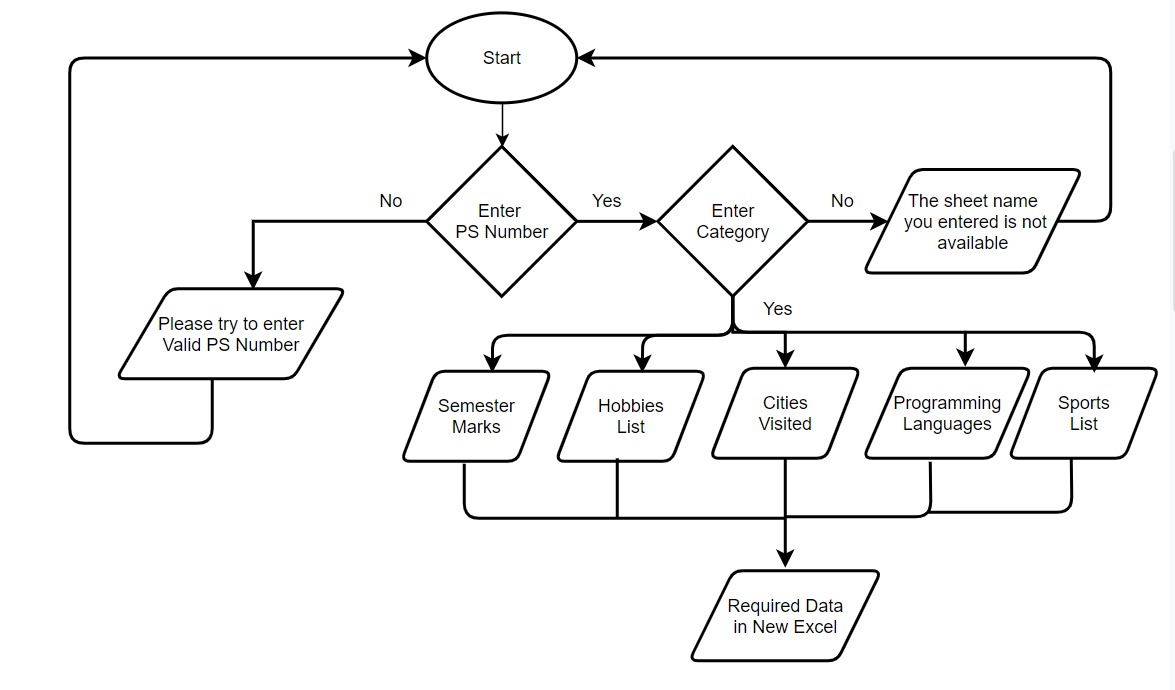 Start
No
Enter
PS Number
Yes
Enter
Category
No
The sheet name
you entered is not
available
Please try to enter
Valid PS Number
Yes
Semester
Marks
Hobbies
List
Cities
Visited
Programming
Languages
Sports
List
Required Data
in New Excel